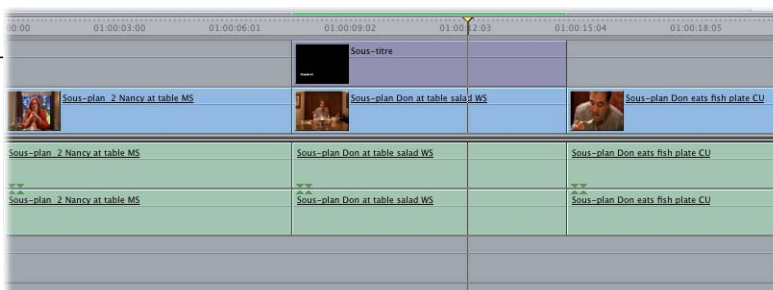 00:00 01:00:03:00 01:00:06:01 01:00:09:02 01:00:12:03 01:00:15:04 01:00:18:05
Sous-titre
Sous-plan 2 Nancy at table MS Sous-plan Don at table salad WS Sous-plan Don eats fish plate CU
Sous-plan 2 Nancy at table MS Sous-plan Don at table salad WS Sous-plan Don eats fish plate CU
Sous-plan 2 Nancy at table MS Sous-plan Don at table salad WS Sous-plan Don eats fish plate CU